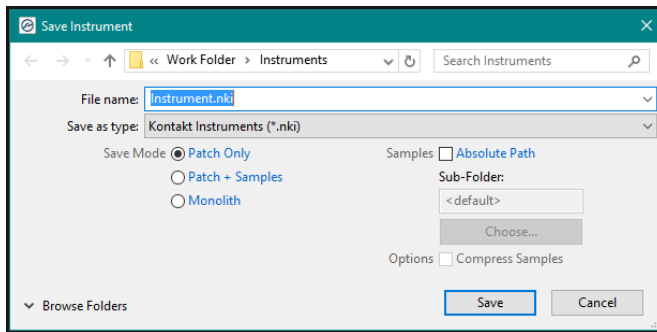 Save Instrument
« Work Folder > Instruments
Search Instruments
File name: Instrument.nki
Save as type: Kontakt Instruments (*.nki)
Save Mode Patch Only Samples Absolute Path
Patch + Samples Sub-Folder:
Monolith <default>
Choose...
Options Compress Samples
Browse Folders Save Cancel